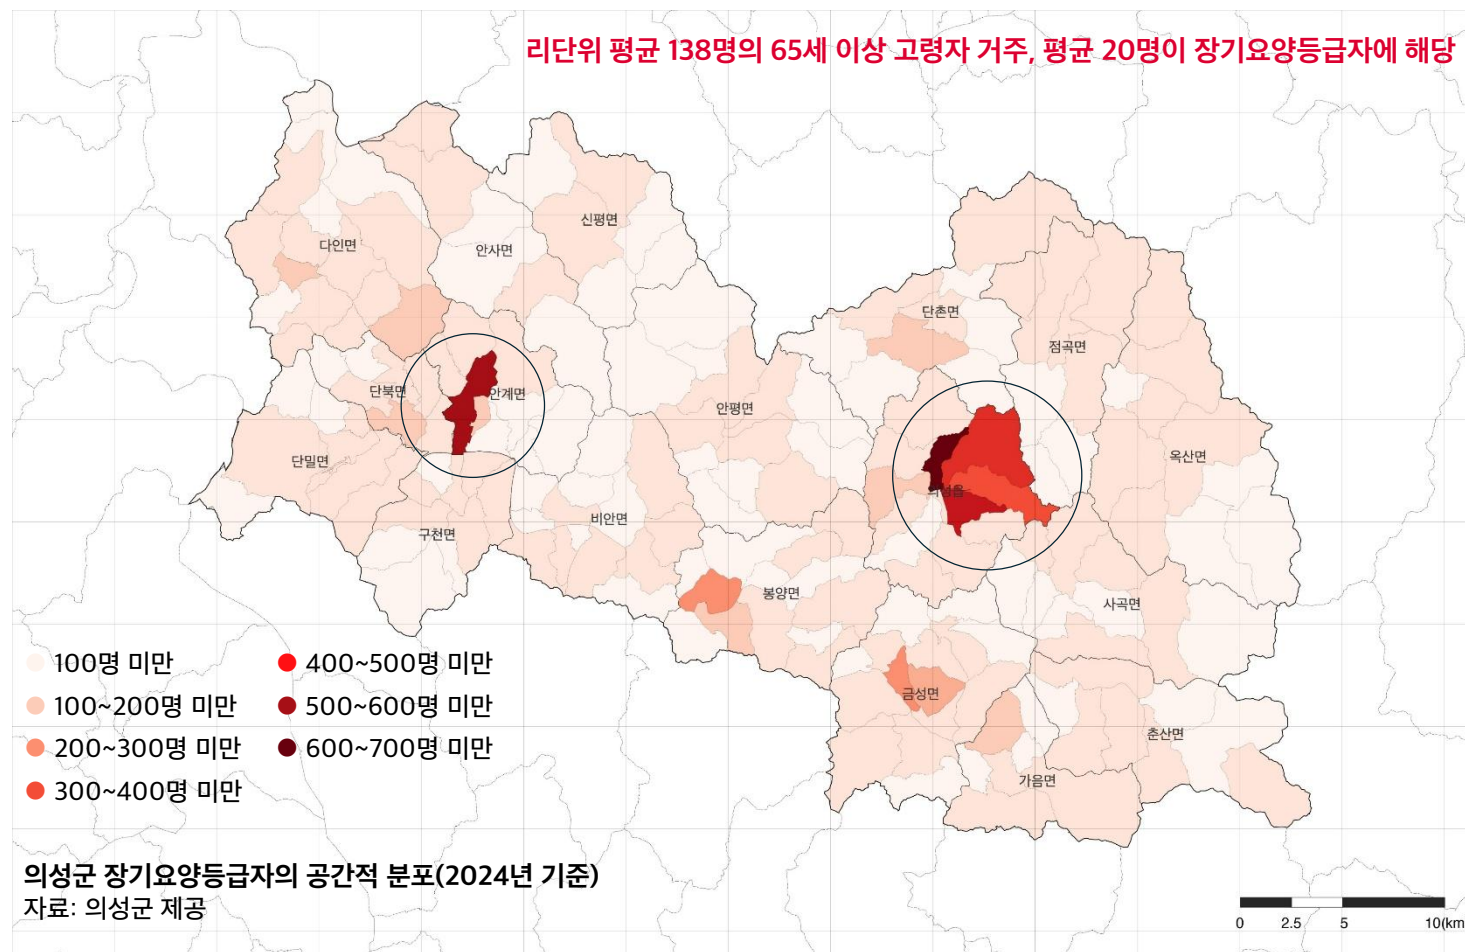 리단위 평균 138명의 65세 이상 고령자 거주, 평균 20명이 장기요양등급자에 해당
신평면
다인면
안사면
단촌면
점곡면
단북면
안계면
안평면
옥산면
단밀면
의성읍
비안면
구천면
봉양면
사곡면
금성면
춘산면
가음면
100명 미만
100~200명 미만
200~300명 미만
300~400명 미만
400~500명 미만
500~600명 미만
600~700명 미만
의성군 장기요양등급자의 공간적 분포(2024년 기준)
자료: 의성군 제공
0 2.5 5 10(km